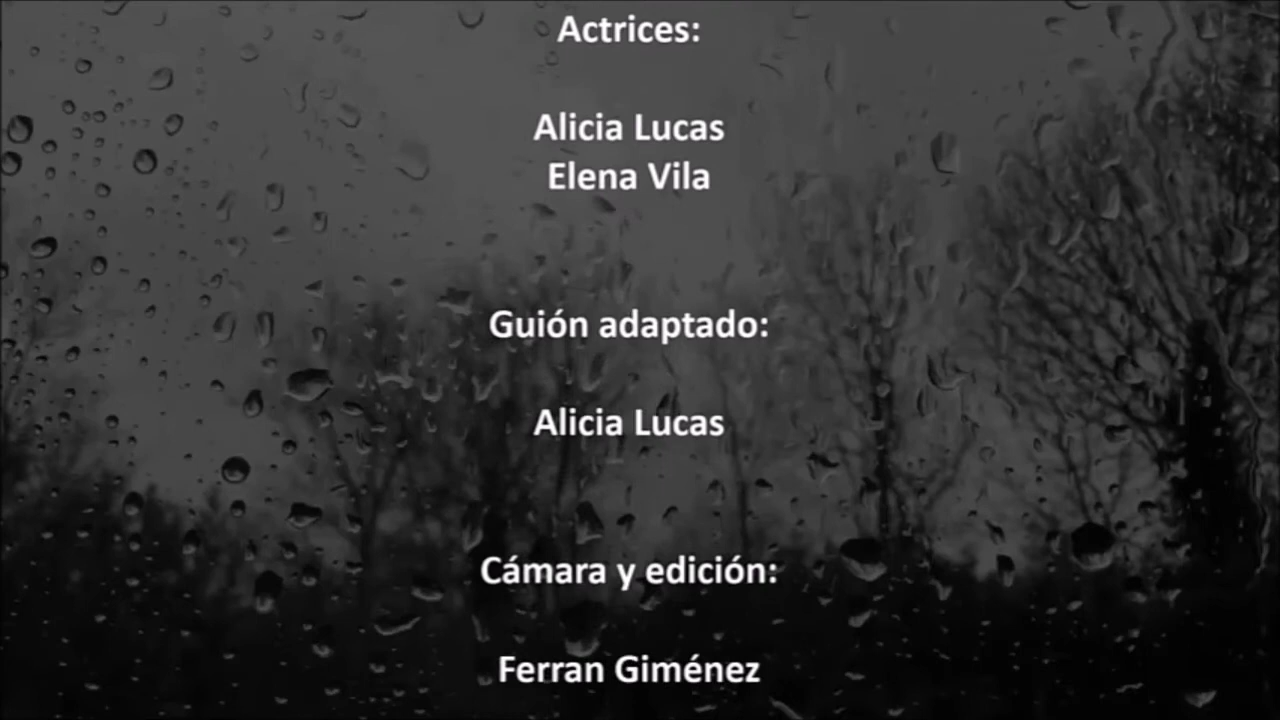 Actrices:
Alicia Lucas
Elena Vila
Guión adaptado:
Alicia Lucas
Cámara y edición:
Ferran Giménez